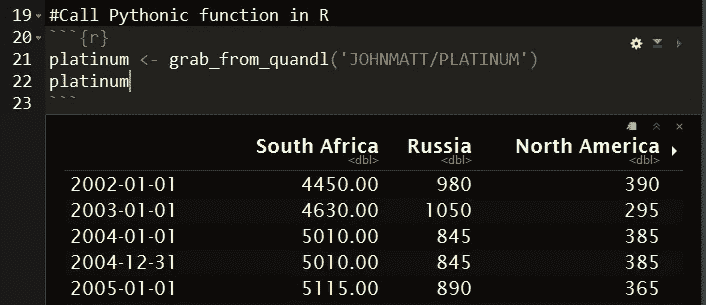 19 #Call Pythonic function in R
20 ```{r}
21 platinum <- grab_from_quandl('JOHNMATT/PLATINUM')
22 platinum
23 ```
South Africa Russia North America
<dbl> <dbl> <dbl>
2002-01-01 4450.00 980 390
2003-01-01 4630.00 1050 295
2004-01-01 5010.00 845 385
2004-12-31 5010.00 845 385
2005-01-01 5115.00 890 365